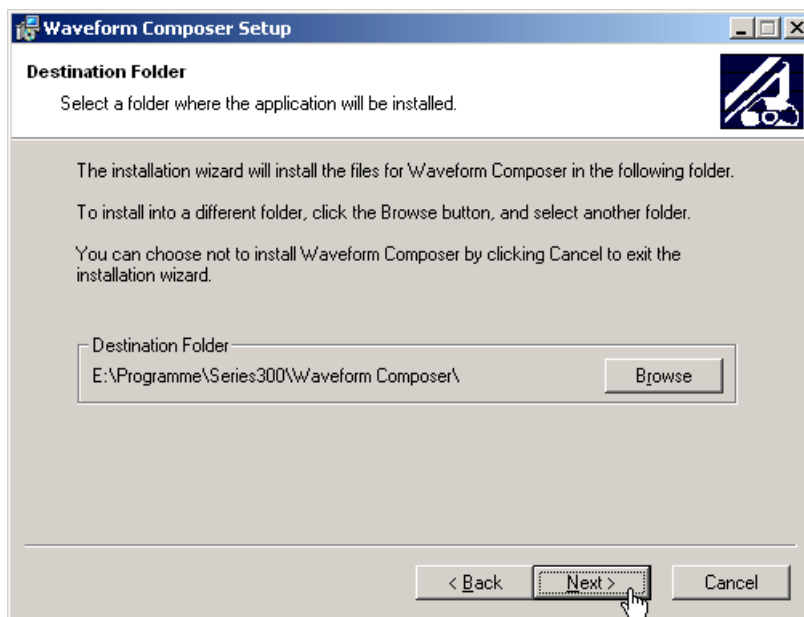 Waveform Composer Setup
Destination Folder
Select a folder where the application will be installed.
The installation wizard will install the files for Waveform Composer in the following folder.
To install into a different folder, click the Browse button, and select another folder.
You can choose not to install Waveform Composer by clicking Cancel to exit the
installation wizard.
Destination Folder
E:\Programme\Series300\Waveform Composer\
Browse
< Back
Next >
Cancel